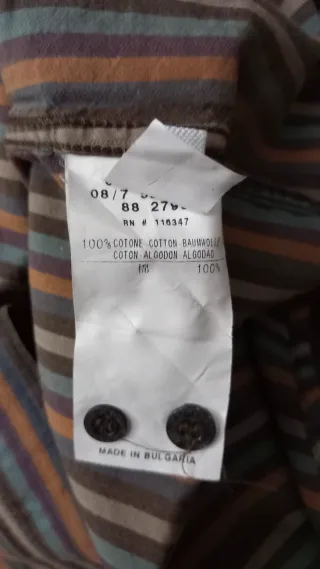 08/7
88 279
RN # 116347
100% COTONE·COTTON·BAUMWOLLE
COTON·ALGODON·ALGODAO
100%
MADE IN BULGARIA